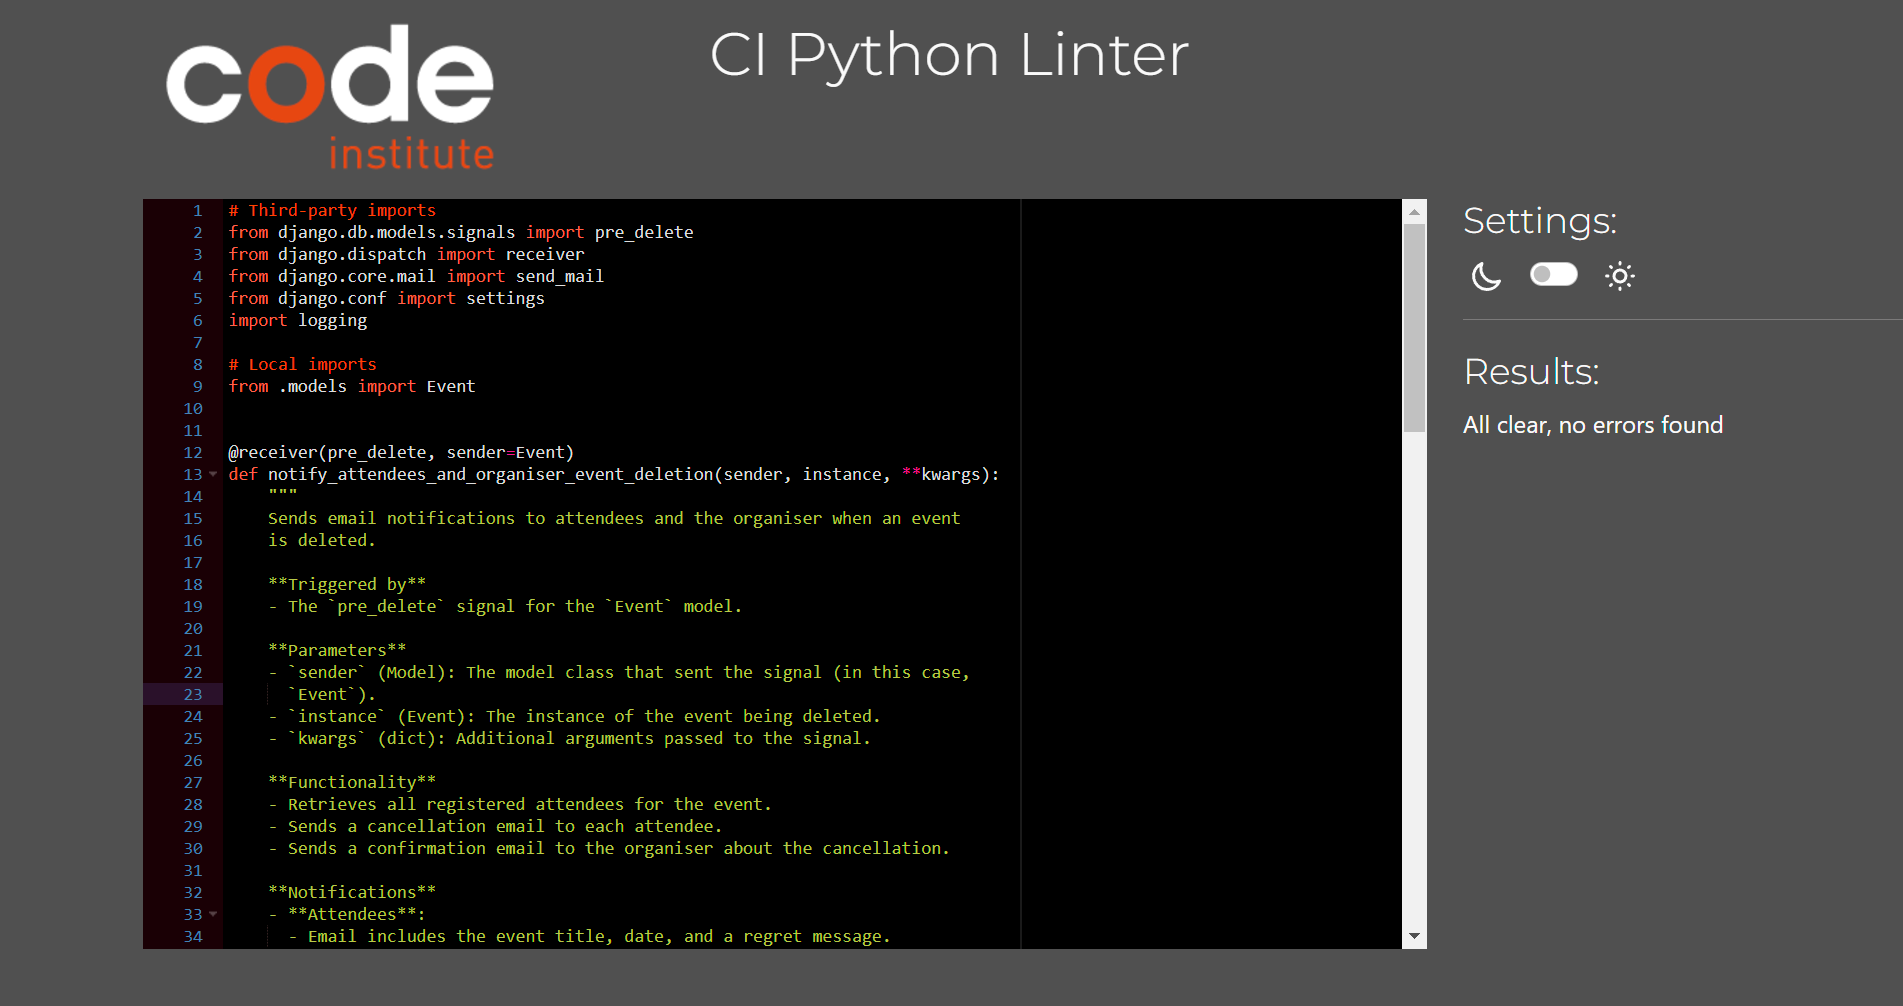 code
institute
CI Python Linter
1 # Third-party imports
2 from django.db.models.signals import pre_delete
3 from django.dispatch import receiver
4 from django.core.mail import send_mail
5 from django.conf import settings
6 import logging
7
8 # Local imports
9 from .models import Event
10
11
12 @receiver(pre_delete, sender=Event)
13 def notify_attendees_and_organiser_event_deletion(sender, instance, **kwargs):
14     """
15     Sends email notifications to attendees and the organiser when an event
16     is deleted.
17
18     **Triggered by**
19     - The `pre_delete` signal for the `Event` model.
20
21     **Parameters**
22     - `sender` (Model): The model class that sent the signal (in this case,
23       `Event`).
24     - `instance` (Event): The instance of the event being deleted.
25     - `kwargs` (dict): Additional arguments passed to the signal.
26
27     **Functionality**
28     - Retrieves all registered attendees for the event.
29     - Sends a cancellation email to each attendee.
30     - Sends a confirmation email to the organiser about the cancellation.
31
32     **Notifications**
33     - **Attendees**:
34       - Email includes the event title, date, and a regret message.
Settings:
Results:
All clear, no errors found